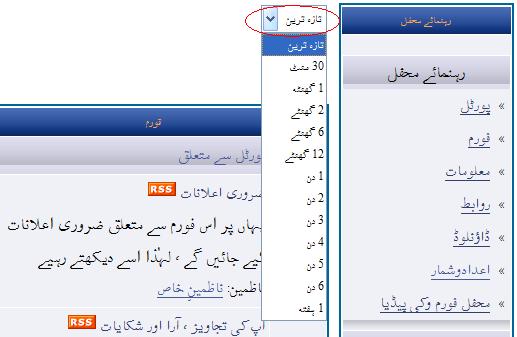 رہنمائے محفل
رہنمائے محفل
پورٹل
فورم
معلومات
روابط
ڈاؤنلوڈ
اعدادوشمار
محفل فورم وکی پیڈیا
تازہ ترین
تازہ ترین
30 منٹ
1 گھنٹہ
2 گھنٹے
6 گھنٹے
12 گھنٹے
1 دن
2 دن
3 دن
4 دن
5 دن
6 دن
1 ہفتہ
فورم
پورٹل سے متعلق
ضروری اعلانات RSS
یہاں پر اس فورم سے متعلق ضروری اعلانات
کیے جائیں گے ، لہٰذا اسے دیکھتے رہیے
ناظمین: ناظمینِ خاص
آپ کی تجاویز ، آرا اور شکایات RSS